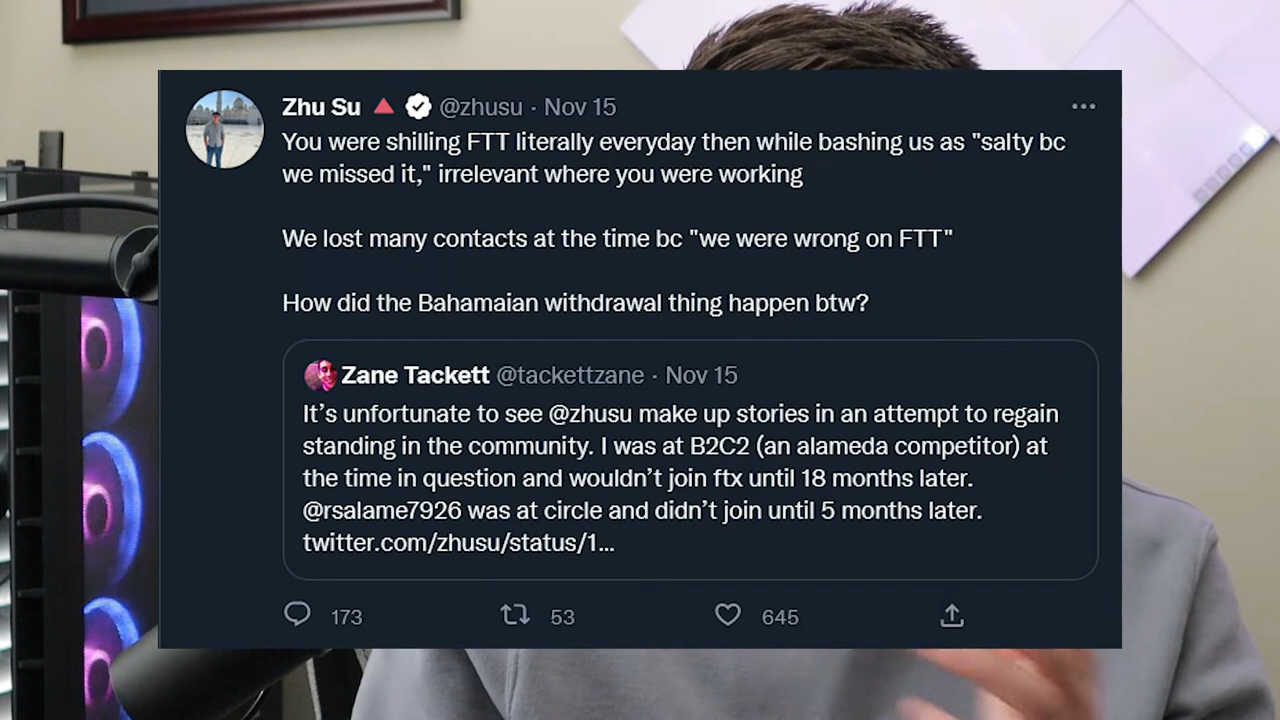 Zhu Su @zhusu · Nov 15
You were shilling FTT literally everyday then while bashing us as "salty bc
we missed it," irrelevant where you were working
We lost many contacts at the time bc "we were wrong on FTT"
How did the Bahamaian withdrawal thing happen btw?
Zane Tackett @tackettzane · Nov 15
It's unfortunate to see @zhusu make up stories in an attempt to regain
standing in the community. I was at B2C2 (an alameda competitor) at
the time in question and wouldn't join ftx until 18 months later.
@rsalame7926 was at circle and didn't join until 5 months later.
twitter.com/zhusu/status/1...
173 53 645